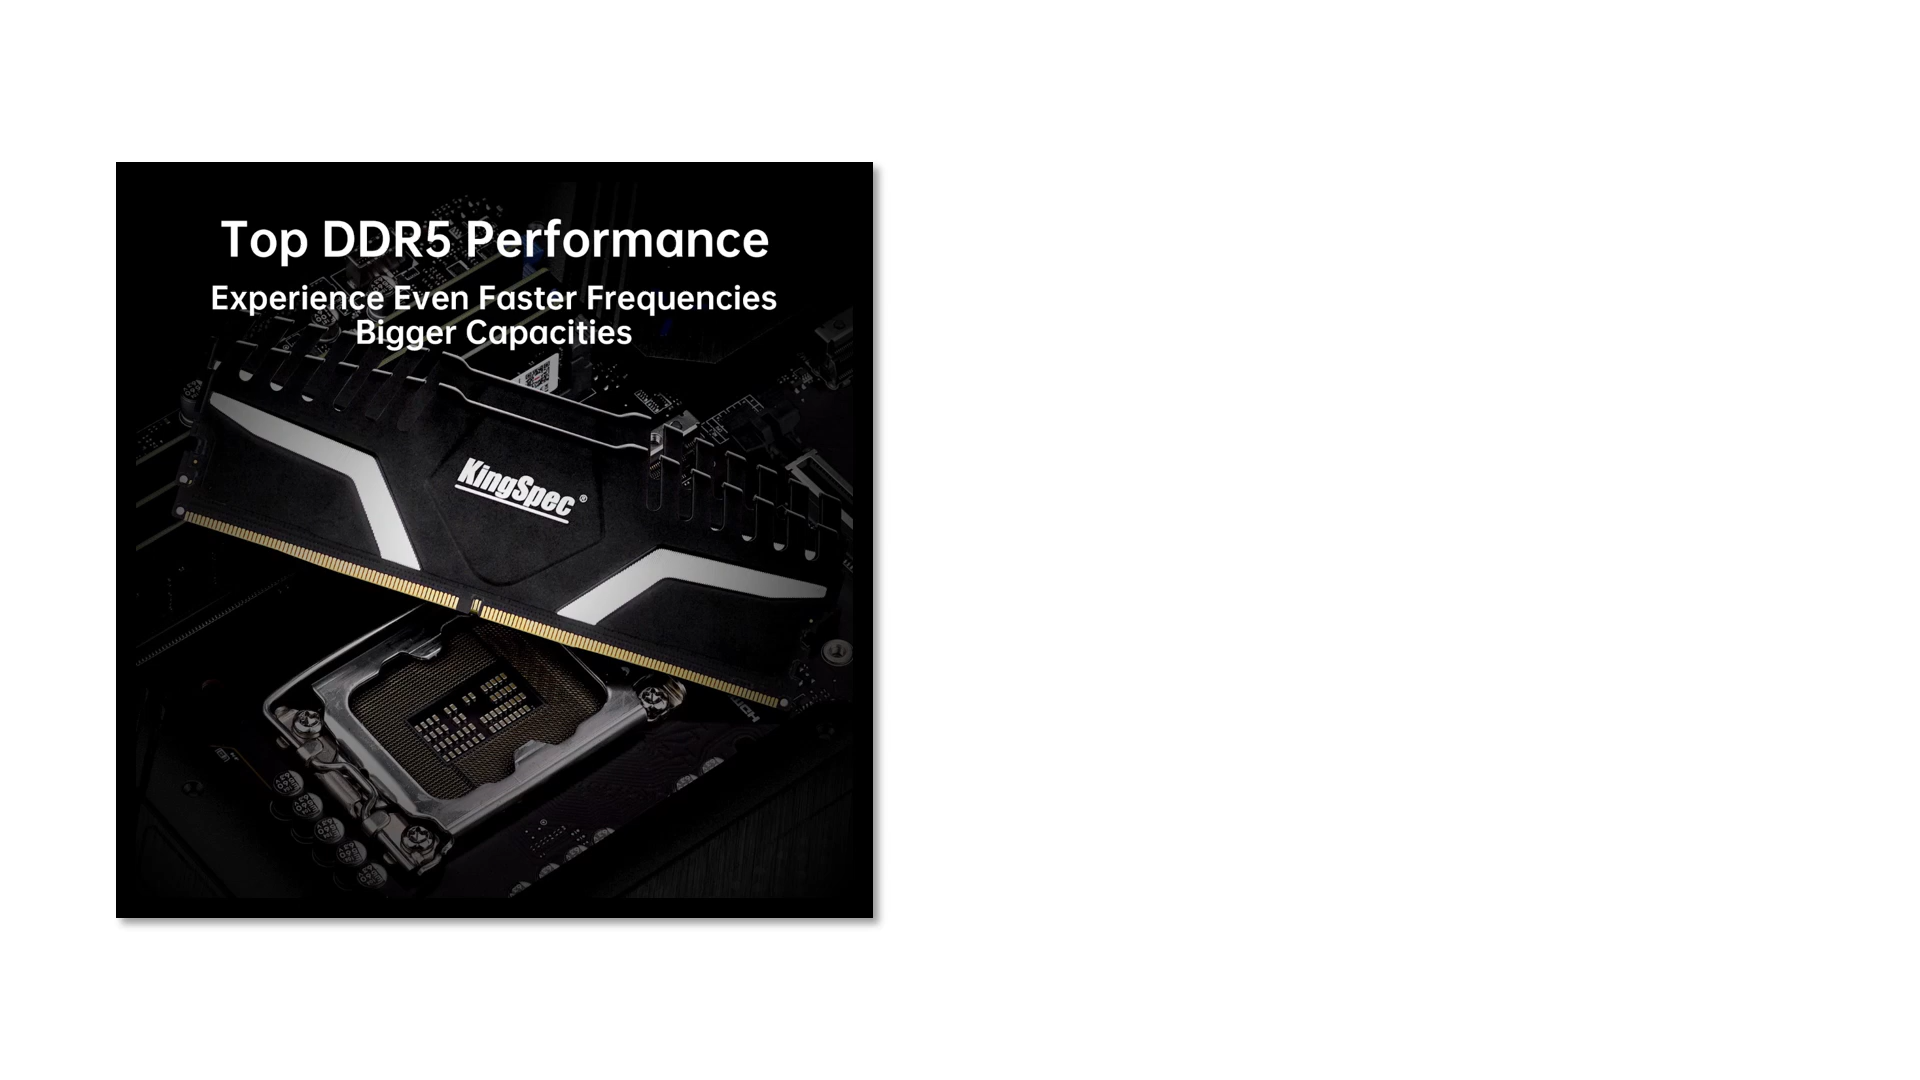 Top DDR5 Performance
Experience Even Faster Frequencies
Bigger Capacities
KingSpec®